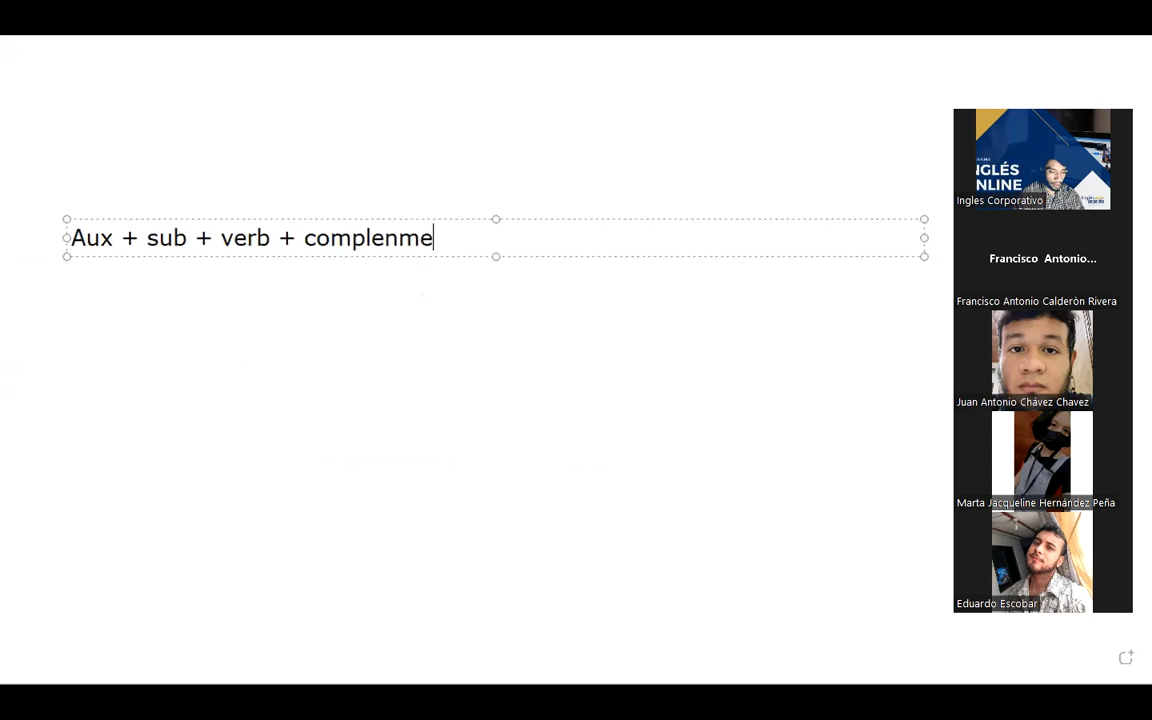 Aux + sub + verb + complenme
INGLÉS
ONLINE
Ingles Corporativo
Francisco Antonio...
Francisco Antonio Calderòn Rivera
Juan Antonio Chávez Chavez
Marta Jacqueline Hernández Peña
Eduardo Escobar